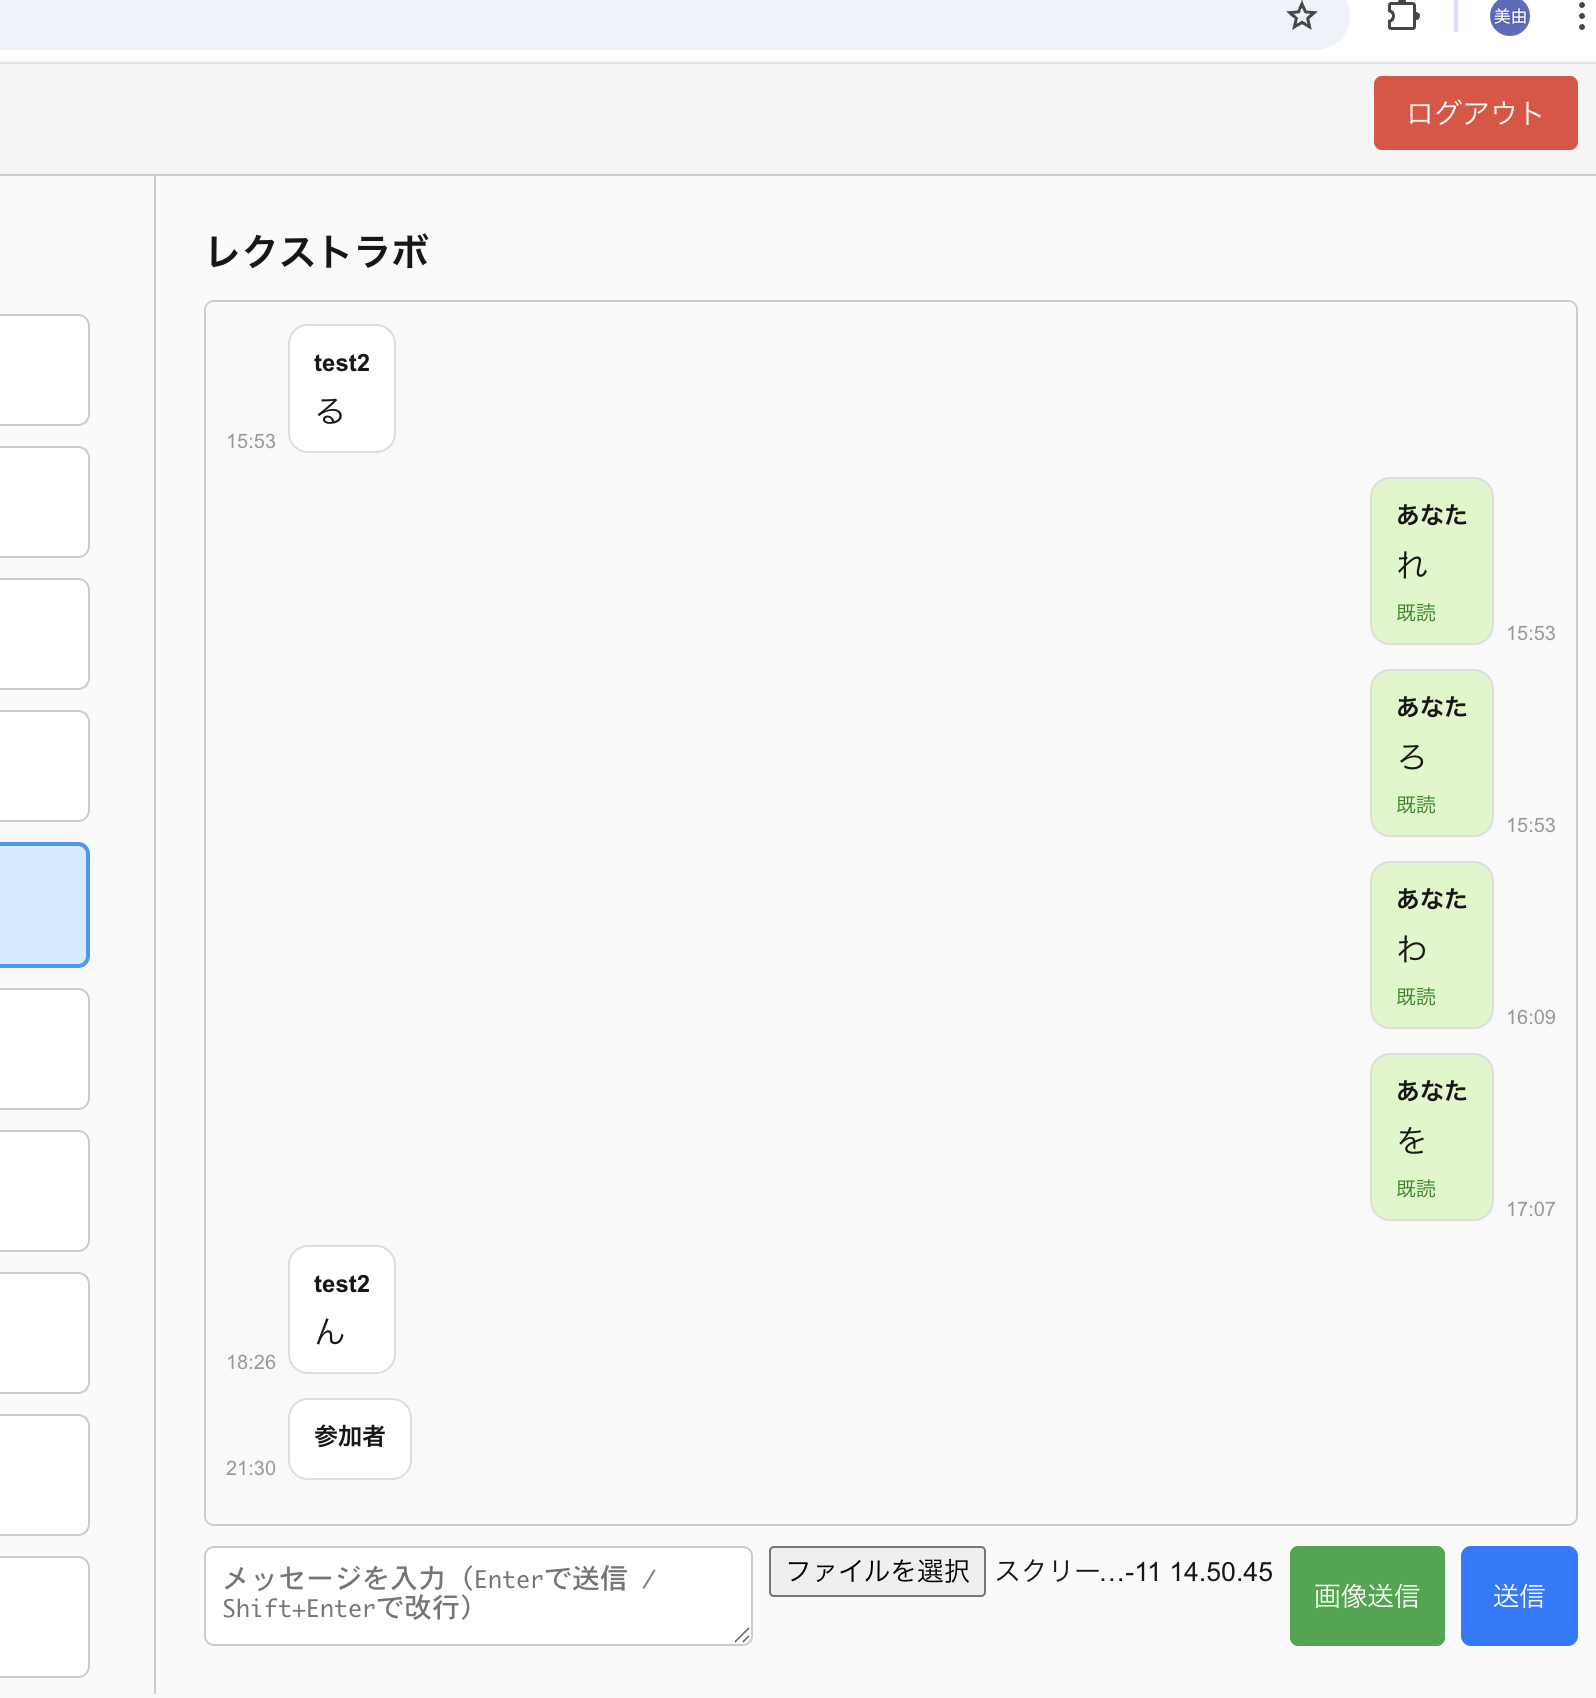 美由
ログアウト
レクストラボ
test2
る
15:53
あなた
れ
既読
15:53
あなた
ろ
既読
15:53
あなた
わ
既読
16:09
あなた
を
既読
17:07
test2
ん
18:26
参加者
21:30
メッセージを入力（Enterで送信 /
Shift+Enterで改行）
ファイルを選択 スクリー...-11 14.50.45
画像送信
送信